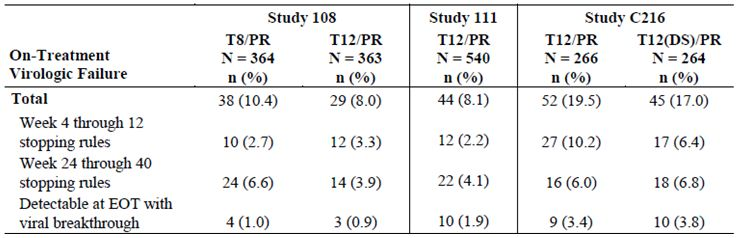 Study 108 Study 111 Study C216
T8/PR T12/PR T12/PR T12/PR T12(DS)/PR
On-Treatment N = 364 N = 363 N = 540 N = 266 N = 264
Virologic Failure n (%) n (%) n (%) n (%) n (%)
Total 38 (10.4) 29 (8.0) 44 (8.1) 52 (19.5) 45 (17.0)
Week 4 through 12
stopping rules 10 (2.7) 12 (3.3) 12 (2.2) 27 (10.2) 17 (6.4)
Week 24 through 40
stopping rules 24 (6.6) 14 (3.9) 22 (4.1) 16 (6.0) 18 (6.8)
Detectable at EOT with
viral breakthrough 4 (1.0) 3 (0.9) 10 (1.9) 9 (3.4) 10 (3.8)